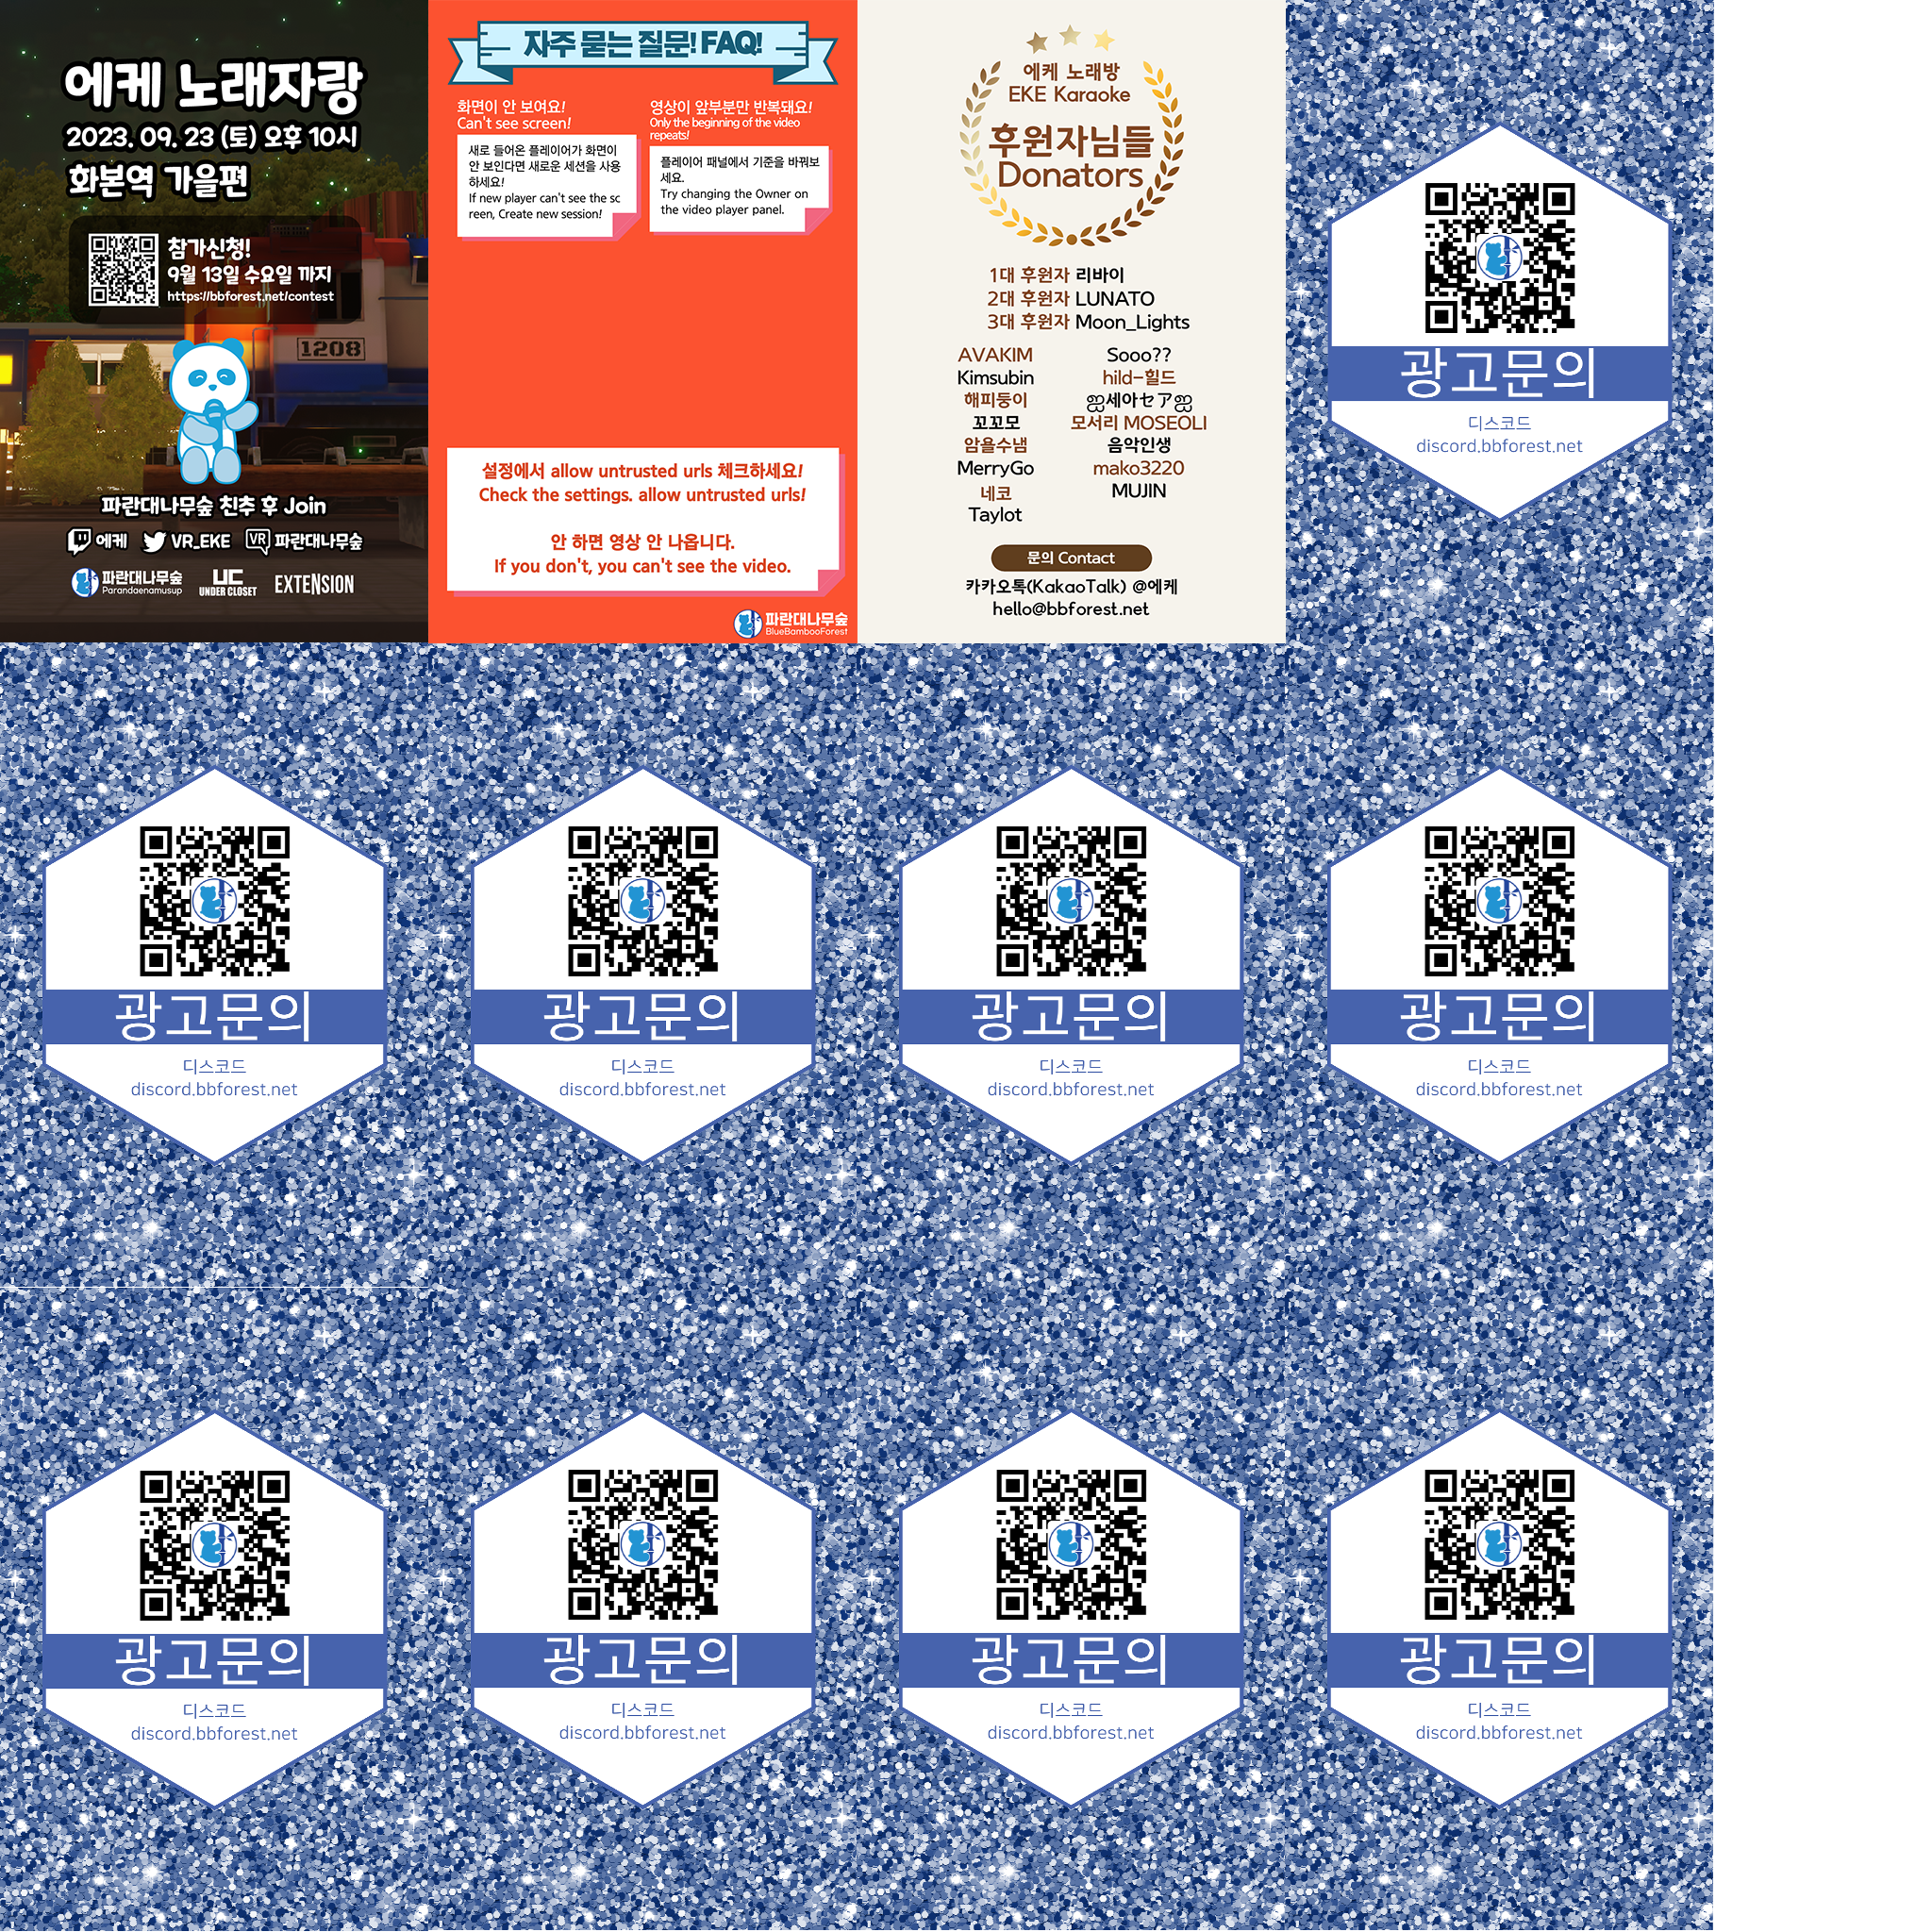 에케 노래자랑
2023. 09. 23 (토) 오후 10시
화본역 가을편
참가신청!
9월 13일 수요일 까지
https://bbforest.net/contest
1208
파란대나무숲 친추 후 Join
에케
VR_EKE
VR
파란대나무숲
파란대나무숲
Parandaenamusup
UC
UNDER CLOSET
EXTENSION
자주 묻는 질문! FAQ!
화면이 안 보여요!
Can't see screen!
새로 들어온 플레이어가 화면이
안 보인다면 새로운 세션을 사용
하세요!
If new player can't see the sc
reen, Create new session!
영상이 앞부분만 반복돼요!
Only the beginning of the video
repeats!
플레이어 패널에서 기준을 바꿔보
세요.
Try changing the Owner on
the video player panel.
설정에서 allow untrusted urls 체크하세요!
Check the settings. allow untrusted urls!
안 하면 영상 안 나옵니다.
If you don't, you can't see the video.
파란대나무숲
BlueBambooForest
에케 노래방
EKE Karaoke
후원자님들
Donators
1대 후원자 리바이
2대 후원자 LUNATO
3대 후원자 Moon_Lights
AVAKIM
Kimsubin
해피둥이
꼬꼬모
암욜수냄
MerryGo
네코
Taylot
Sooo??
hild-힐드
ஐ세아セアஐ
모서리 MOSEOLI
음악인생
mako3220
MUJIN
문의 Contact
카카오톡(KakaoTalk) @에케
hello@bbforest.net
광고문의
디스코드
discord.bbforest.net
광고문의
디스코드
discord.bbforest.net
광고문의
디스코드
discord.bbforest.net
광고문의
디스코드
discord.bbforest.net
광고문의
디스코드
discord.bbforest.net
광고문의
디스코드
discord.bbforest.net
광고문의
디스코드
discord.bbforest.net
광고문의
디스코드
discord.bbforest.net
광고문의
디스코드
discord.bbforest.net